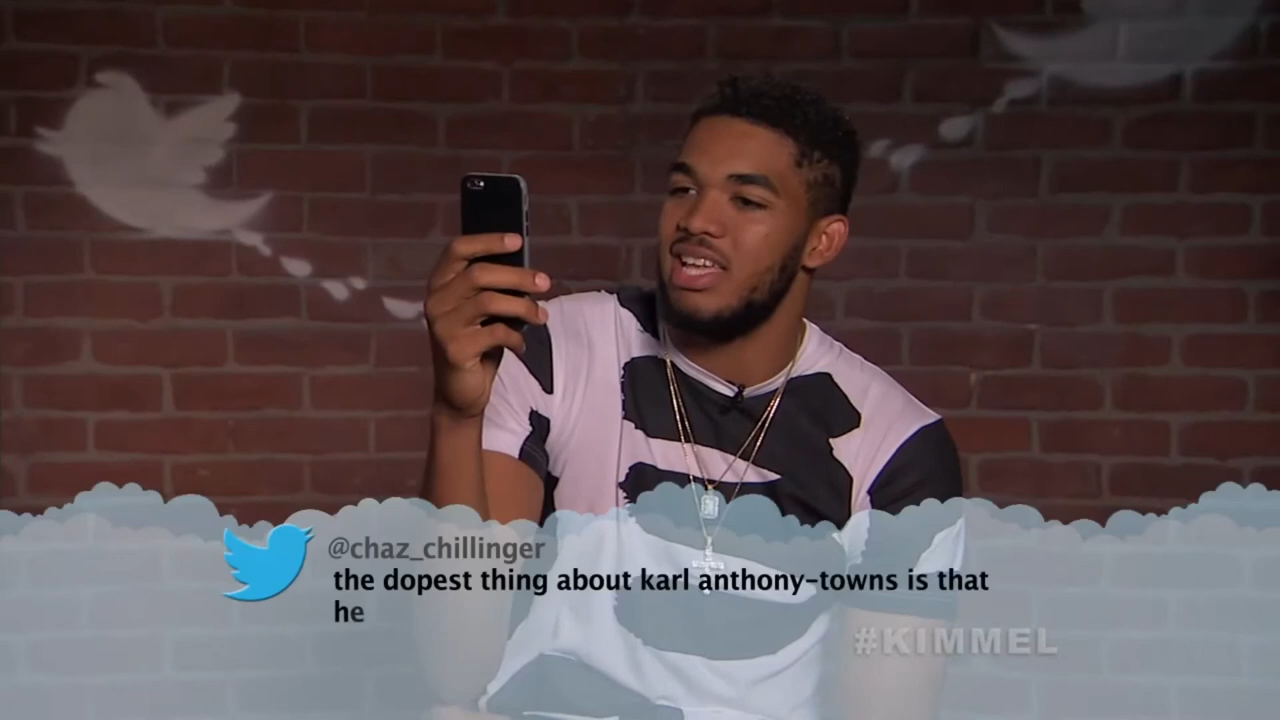 @chaz_chillinger
the dopest thing about karl anthony-towns is that
he
#KIMMEL